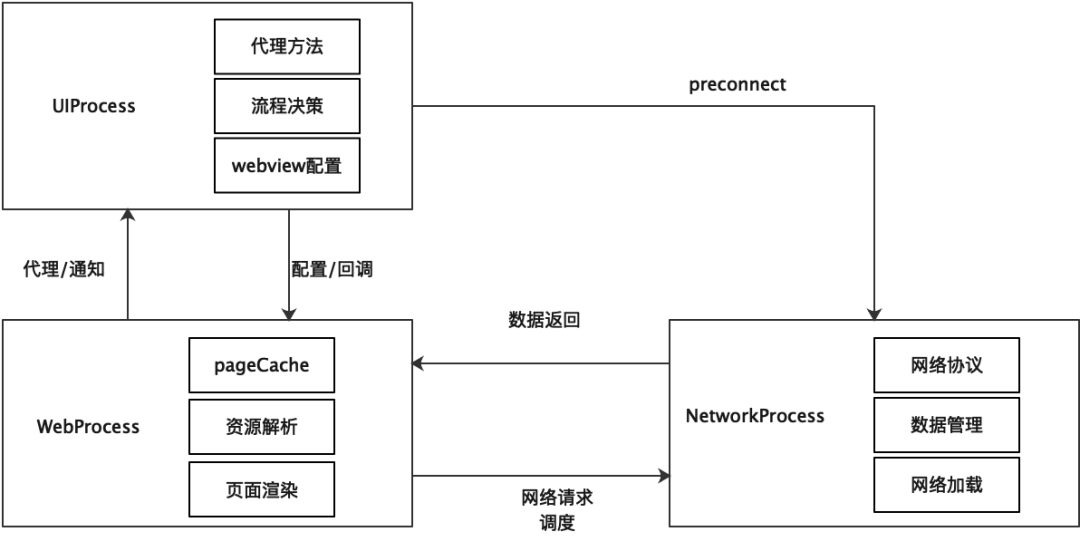 代理方法
UIProcess
流程决策
webview配置
preconnect
代理/通知
配置/回调
数据返回
pageCache
WebProcess
资源解析
页面渲染
网络请求
调度
网络协议
NetworkProcess
数据管理
网络加载